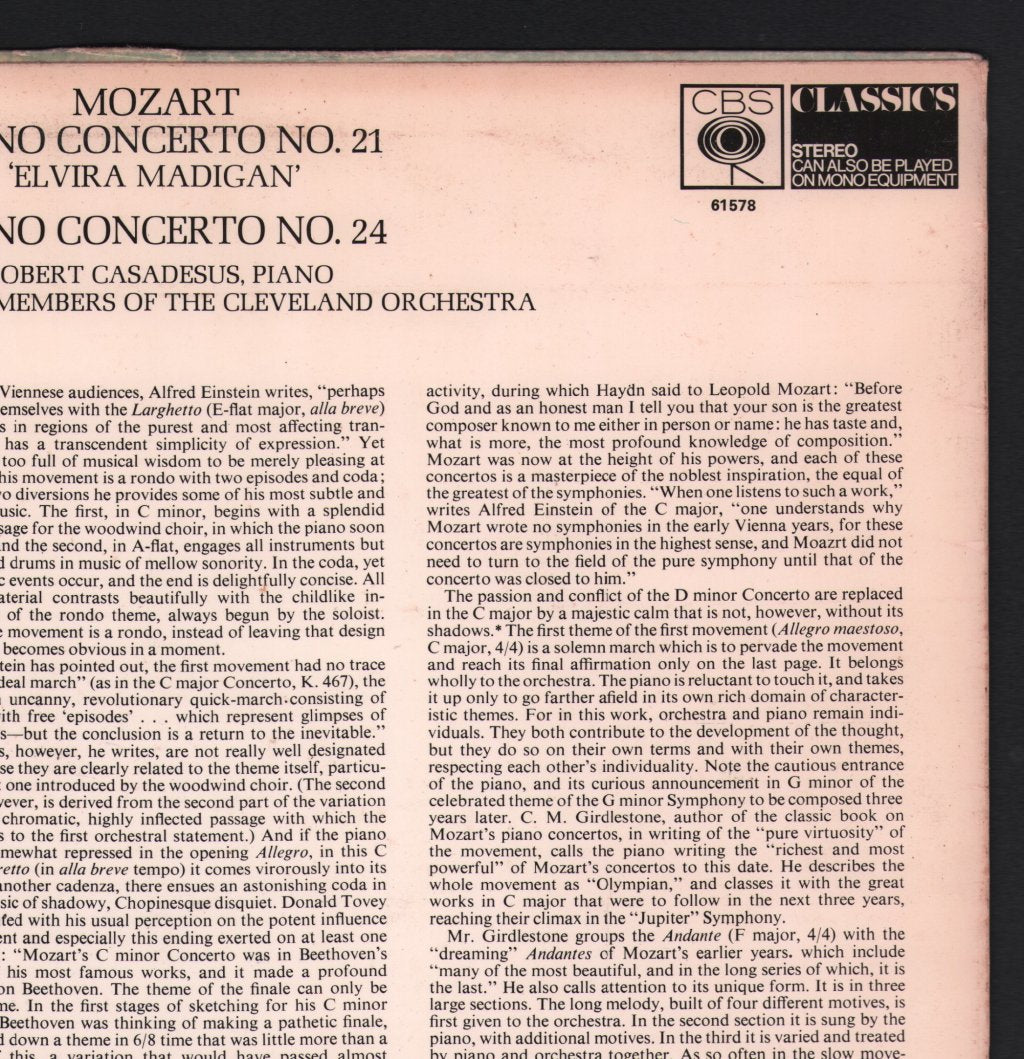 MOZART
NO CONCERTO NO. 21
‘ELVIRA MADIGAN’
NO CONCERTO NO. 24
OBERT CASADESUS, PIANO
MEMBERS OF THE CLEVELAND ORCHESTRA
CBS
CLASSICS
STEREO
CAN ALSO BE PLAYED
ON MONO EQUIPMENT
61578
Viennese audiences, Alfred Einstein writes, “perhaps
emselves with the Larghetto (E-flat major, alla breve)
s in regions of the purest and most affecting tran-
has a transcendent simplicity of expression.” Yet
too full of musical wisdom to be merely pleasing at
his movement is a rondo with two episodes and coda;
vo diversions he provides some of his most subtle and
usic. The first, in C minor, begins with a splendid
sage for the woodwind choir, in which the piano soon
and the second, in A-flat, engages all instruments but
d drums in music of mellow sonority. In the coda, yet
c events occur, and the end is delightfully concise. All
aterial contrasts beautifully with the childlike in-
of the rondo theme, always begun by the soloist.
e movement is a rondo, instead of leaving that design
becomes obvious in a moment.
tein has pointed out, the first movement had no trace
deal march” (as in the C major Concerto, K. 467), the
uncanny, revolutionary quick-march consisting of
ith free ‘episodes’ . . . which represent glimpses of
s—but the conclusion is a return to the inevitable.”
s, however, he writes, are not really well designated
se they are clearly related to the theme itself, particu-
one introduced by the woodwind choir. (The second
vever, is derived from the second part of the variation
chromatic, highly inflected passage with which the
s to the first orchestral statement.) And if the piano
mewhat repressed in the opening Allegro, in this C
retto (in alla breve tempo) it comes virorously into its
another cadenza, there ensues an astonishing coda in
sic of shadowy, Chopinesque disquiet. Donald Tovey
ted with his usual perception on the potent influence
ent and especially this ending exerted on at least one
: “Mozart’s C minor Concerto was in Beethoven’s
his most famous works, and it made a profound
on Beethoven. The theme of the finale can only be
me. In the first stages of sketching for his C minor
Beethoven was thinking of making a pathetic finale,
d down a theme in 6/8 time that was little more than a
f this, a variation that would have passed almost
activity, during which Haydn said to Leopold Mozart: “Before
God and as an honest man I tell you that your son is the greatest
composer known to me either in person or name: he has taste and,
what is more, the most profound knowledge of composition.”
Mozart was now at the height of his powers, and each of these
concertos is a masterpiece of the noblest inspiration, the equal of
the greatest of the symphonies. “When one listens to such a work,”
writes Alfred Einstein of the C major, “one understands why
Mozart wrote no symphonies in the early Vienna years, for these
concertos are symphonies in the highest sense, and Moazrt did not
need to turn to the field of the pure symphony until that of the
concerto was closed to him.”
The passion and conflict of the D minor Concerto are replaced
in the C major by a majestic calm that is not, however, without its
shadows.* The first theme of the first movement (Allegro maestoso,
C major, 4/4) is a solemn march which is to pervade the movement
and reach its final affirmation only on the last page. It belongs
wholly to the orchestra. The piano is reluctant to touch it, and takes
it up only to go farther afield in its own rich domain of character-
istic themes. For in this work, orchestra and piano remain indi-
viduals. They both contribute to the development of the thought,
but they do so on their own terms and with their own themes,
respecting each other’s individuality. Note the cautious entrance
of the piano, and its curious announcement in G minor of the
celebrated theme of the G minor Symphony to be composed three
years later. C. M. Girdlestone, author of the classic book on
Mozart’s piano concertos, in writing of the “pure virtuosity” of
the movement, calls the piano writing the “richest and most
powerful” of Mozart’s concertos to this date. He describes the
whole movement as “Olympian,” and classes it with the great
works in C major that were to follow in the next three years,
reaching their climax in the “Jupiter” Symphony.
Mr. Girdlestone groups the Andante (F major, 4/4) with the
“dreaming” Andantes of Mozart’s earlier years. which include
“many of the most beautiful, and in the long series of which, it is
the last.” He also calls attention to its unique form. It is in three
large sections. The long melody, built of four different motives, is
first given to the orchestra. In the second section it is sung by the
piano, with additional motives. In the third it is varied and treated
by piano and orchestra together. As so often in the slow move-